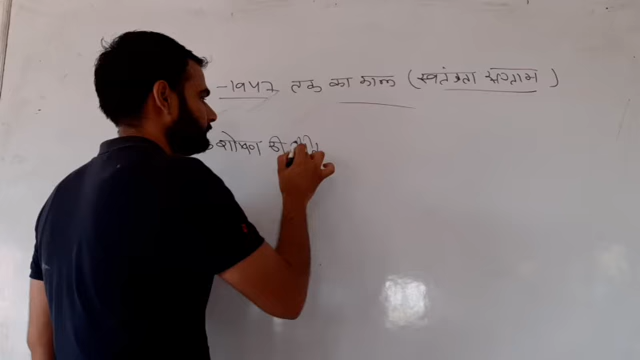 -1947 तक का काल (स्वतंत्रता संग्राम)
शोषण की